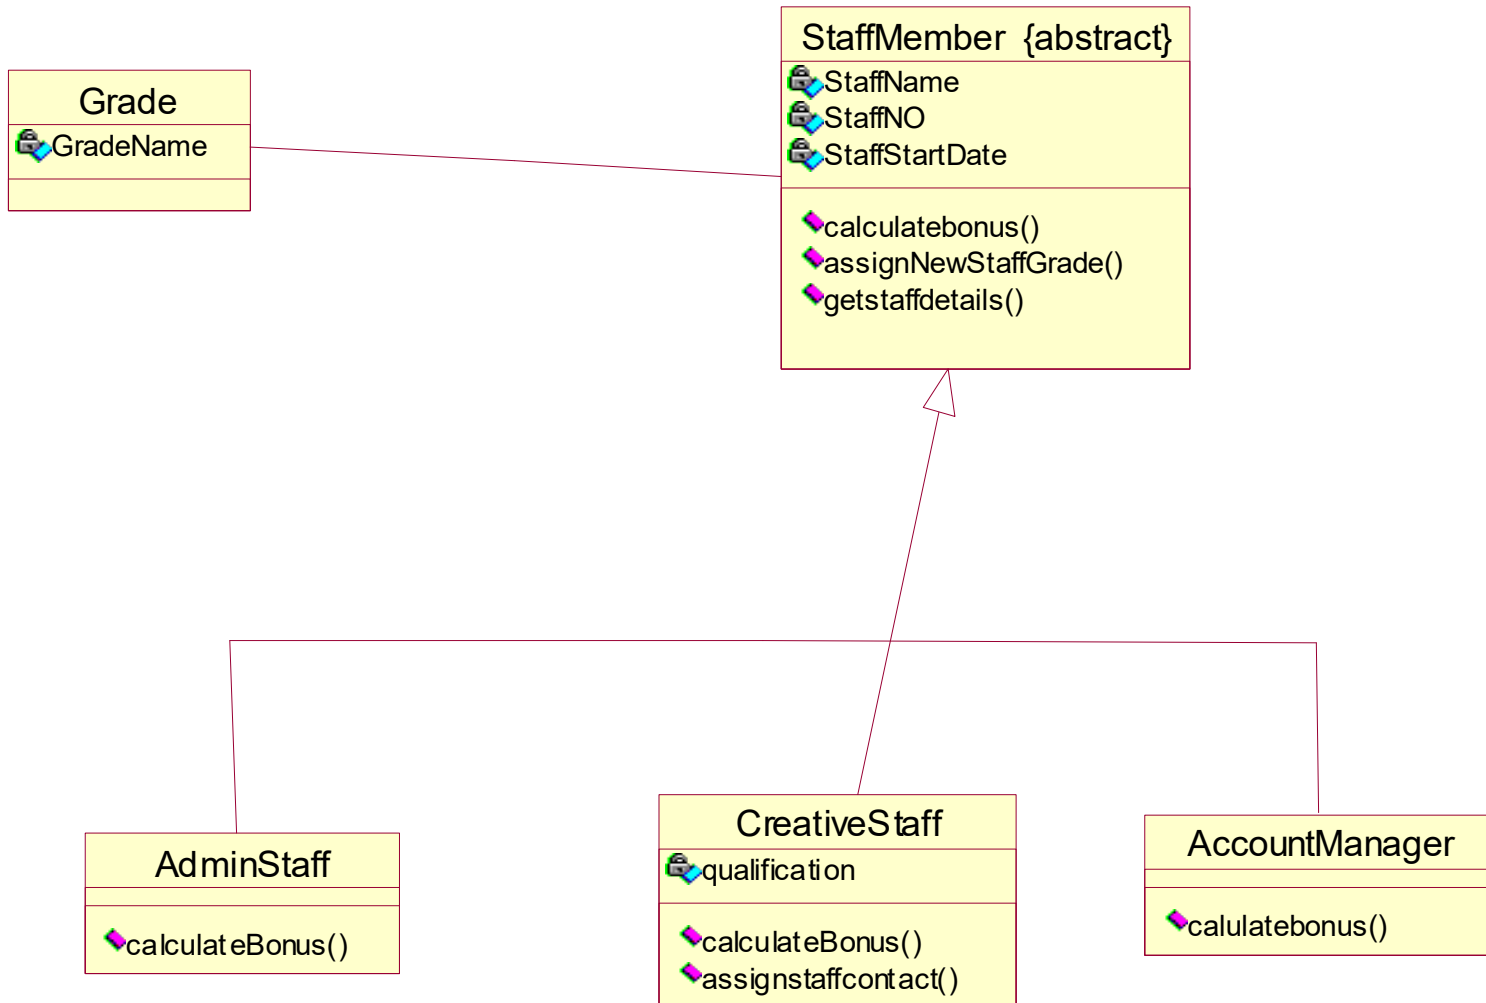 StaffMember {abstract}
StaffName
StaffNO
StaffStartDate
calculatebonus()
assignNewStaffGrade()
getstaffdetails()
Grade
GradeName
AdminStaff
calculateBonus()
CreativeStaff
qualification
calculateBonus()
assignstaffcontact()
AccountManager
calulatebonus()